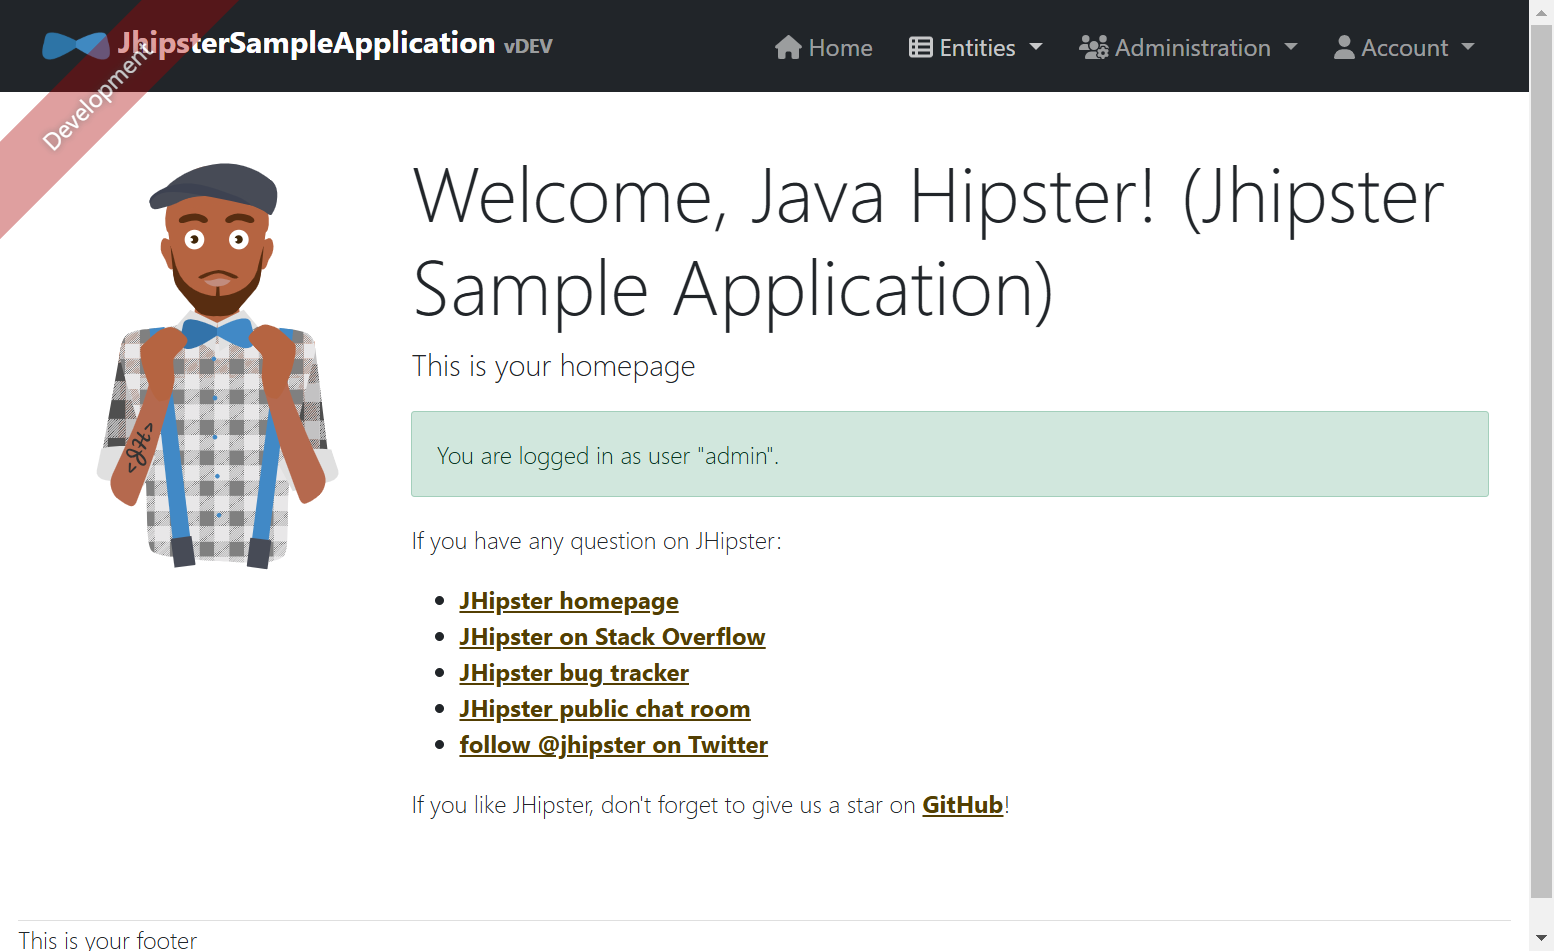 JhipsterSampleApplication vDEV Home Entities Administration Account
Development
Welcome, Java Hipster! (Jhipster
Sample Application)
This is your homepage
You are logged in as user "admin".
<JH>
If you have any question on JHipster:
JHipster homepage
JHipster on Stack Overflow
JHipster bug tracker
JHipster public chat room
follow @jhipster on Twitter
If you like JHipster, don't forget to give us a star on GitHub!
This is your footer